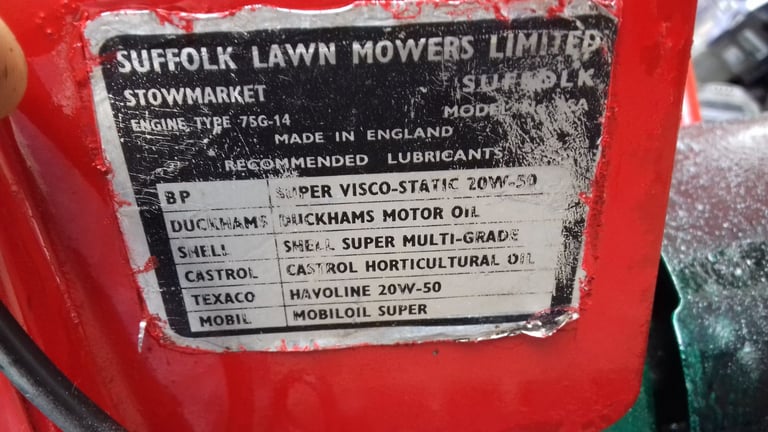 SUFFOLK LAWN MOWERS LIMITED
STOWMARKET SUFFOLK
ENGINE TYPE 75G-14 MODEL
MADE IN ENGLAND
RECOMMENDED LUBRICANTS
BP SUPER VISCO-STATIC 20W-50
DUCKHAMS DUCKHAMS MOTOR OIL
SHELL SHELL SUPER MULTI-GRADE
CASTROL CASTROL HORTICULTURAL OIL
TEXACO HAVOLINE 20W-50
MOBIL MOBILOIL SUPER